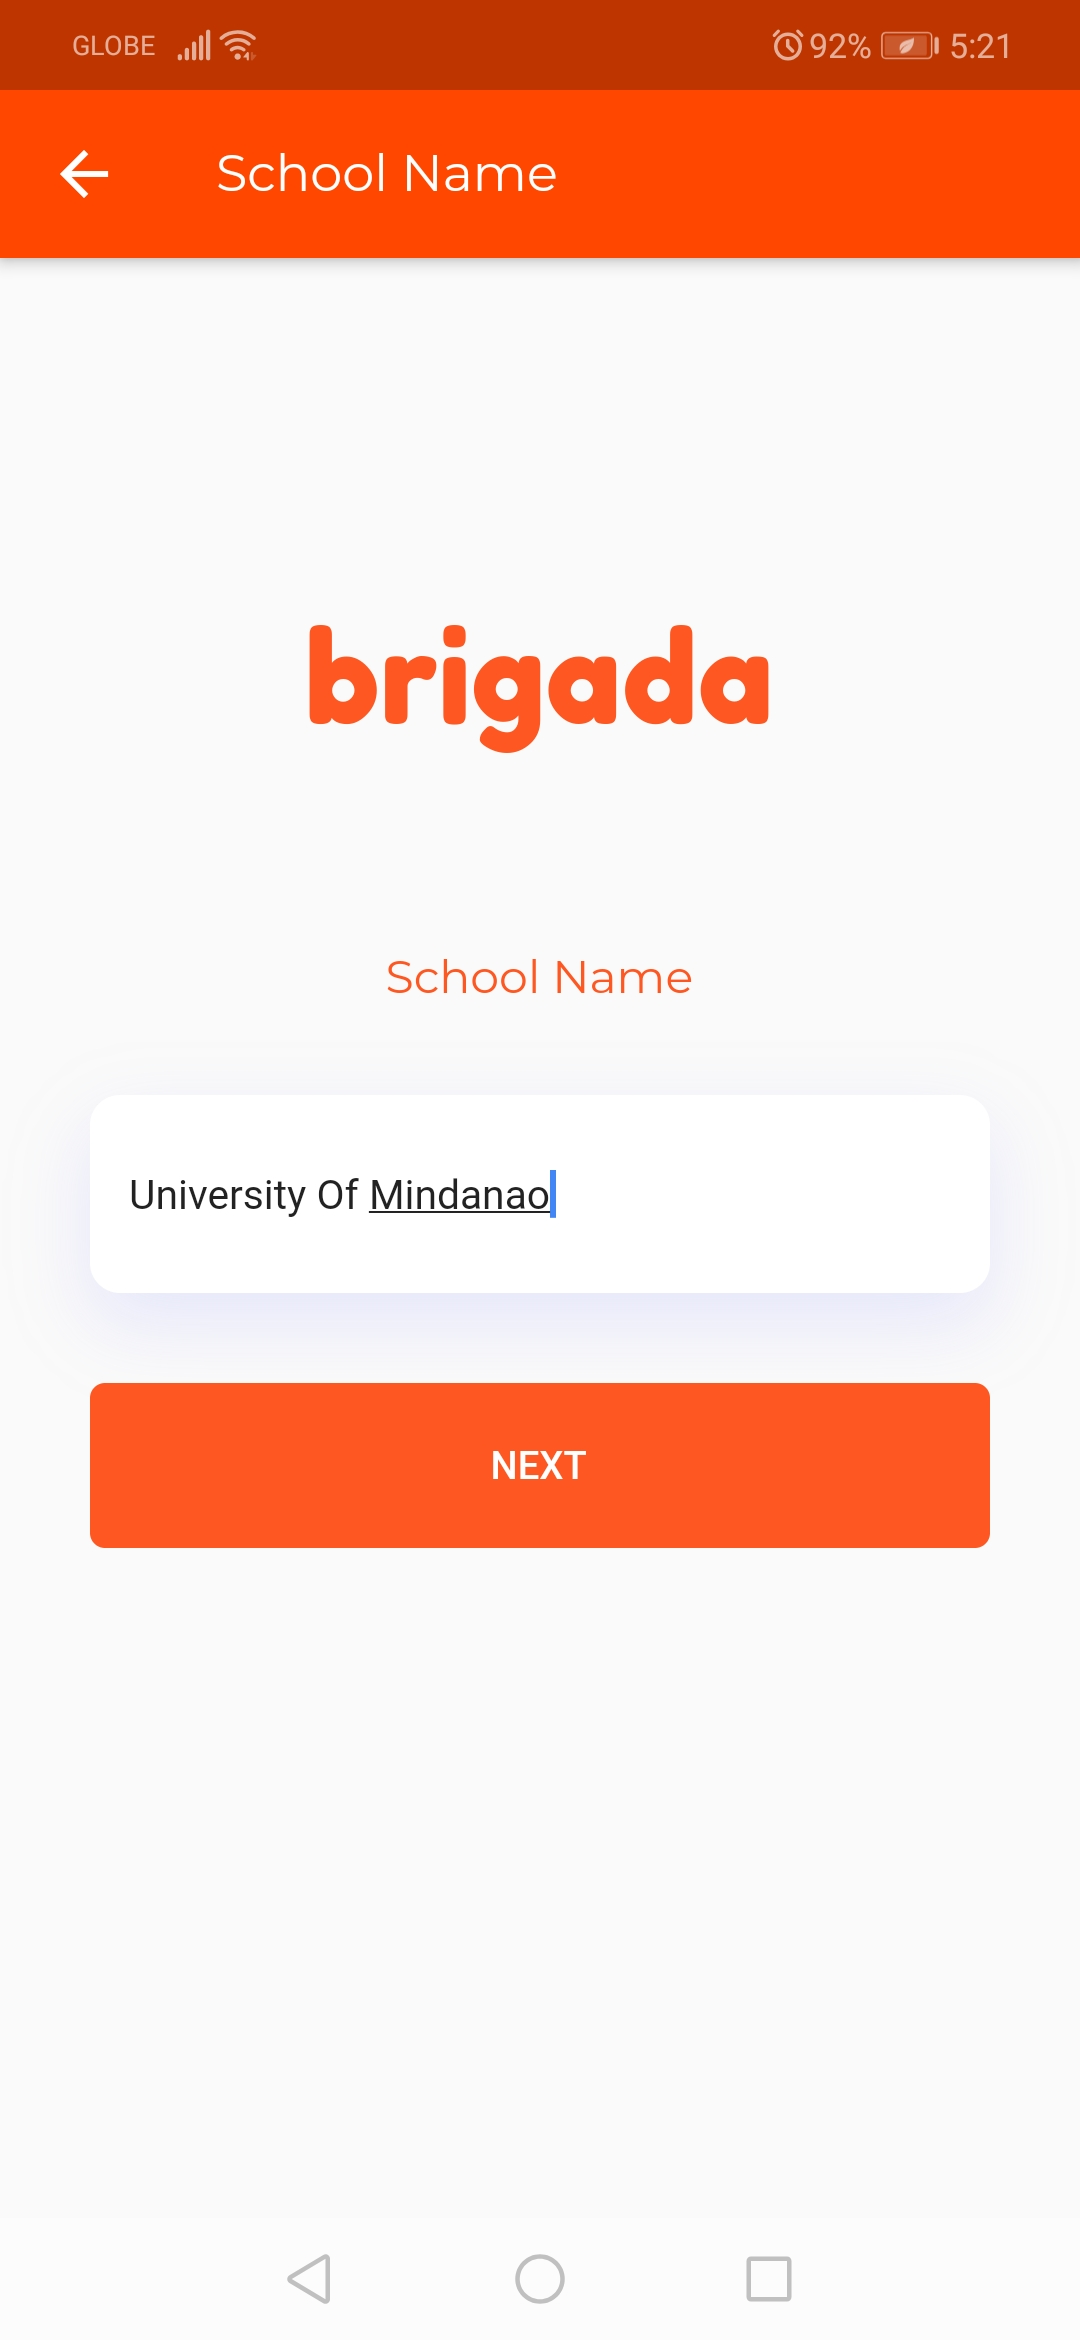 GLOBE 92% 5:21
School Name
brigada
School Name
University Of Mindanao
NEXT